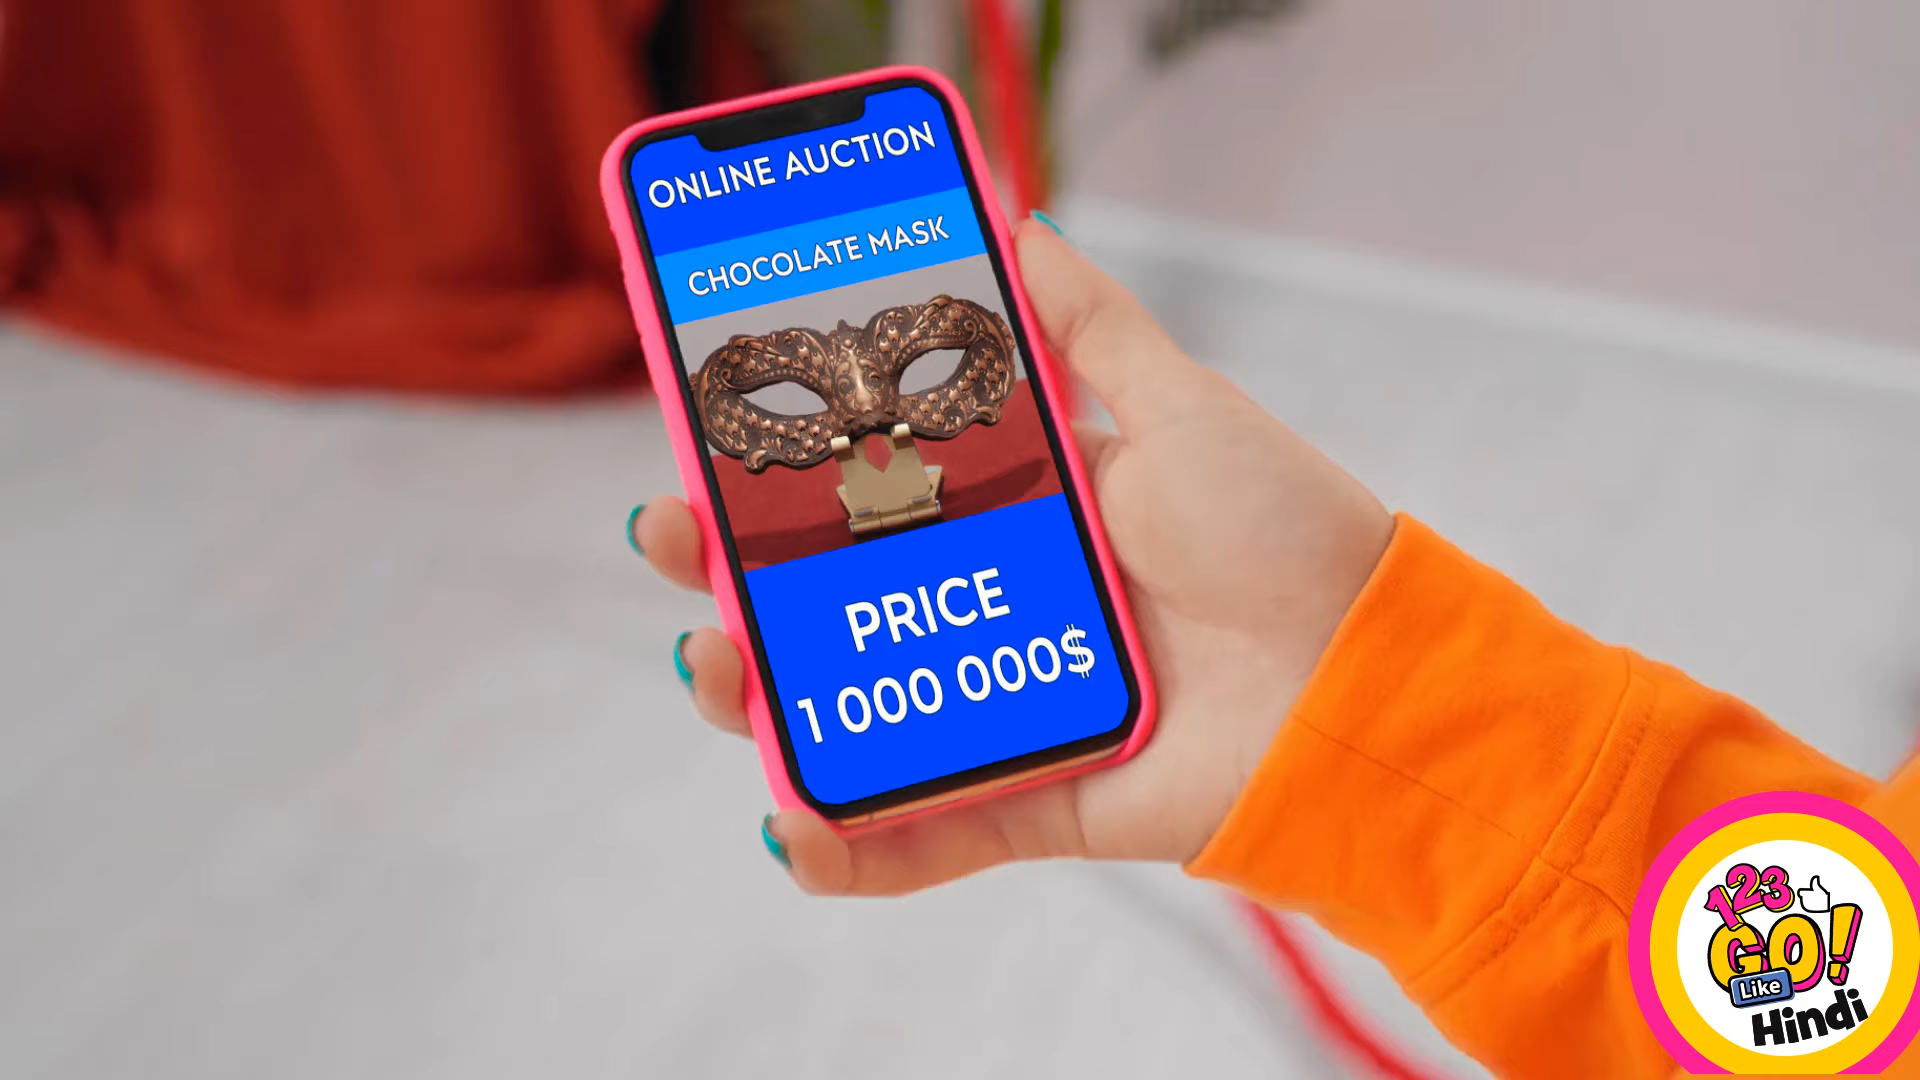 ONLINE AUCTION
CHOCOLATE MASK
PRICE
1 000 000$
123
GO!
Like
Hindi